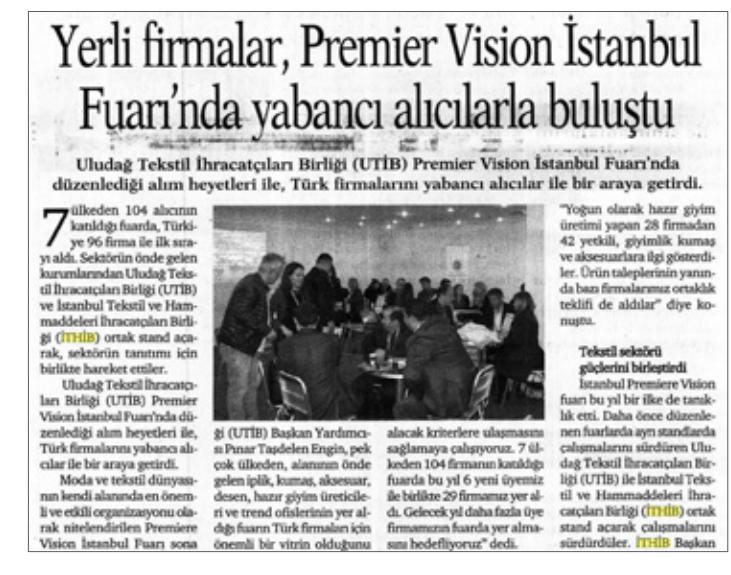 Yerli firmalar, Premier Vision İstanbul
Fuarı’nda yabancı alıcılarla buluştu
Uludağ Tekstil İhracatçıları Birliği (UTİB) Premier Vision İstanbul Fuarı’nda
düzenlediği alım heyetleri ile, Türk firmalarını yabancı alıcılar ile bir araya getirdi.
7 ülkeden 104 alıcının
katıldığı fuarda, Türki-
ye 96 firma ile ilk sıra-
yı aldı. Sektörün önde gelen
kurumlarından Uludağ Teks-
til İhracatçıları Birliği (UTİB)
ve İstanbul Tekstil ve Ham-
maddeleri İhracatçıları Birli-
ği (İTHİB) ortak stand aça-
rak, sektörün tanıtımı için
birlikte hareket ettiler.
Uludağ Tekstil İhracatçı-
ları Birliği (UTİB) Premier
Vision İstanbul Fuarı’nda dü-
zenlediği alım heyetleri ile,
Türk firmalarını yabancı alı-
cılar ile bir araya getirdi.
Moda ve tekstil dünyası-
nın kendi alanında en önem-
li ve etkili organizasyonu ola-
rak nitelendirilen Premiere
Vision İstanbul Fuarı sona
ği (UTİB) Başkan Yardımcı-
sı Pınar Taşdelen Engin, pek
çok ülkeden, alanının önde
gelen iplik, kumaş, aksesuar,
desen, hazır giyim üreticile-
ri ve trend ofislerinin yer al-
dığı fuarın Türk firmaları için
önemli bir vitrin olduğunu
alacak kriterlere ulaşmasını
sağlamaya çalışıyoruz. 7 ül-
keden 104 firmanın katıldığı
fuarda bu yıl 6 yeni üyemiz
ile birlikte 29 firmamız yer al-
dı. Gelecek yıl daha fazla üye
firmamızın fuarda yer alma-
sını hedefliyoruz” dedi.
“Yoğun olarak hazır giyim
üretimi yapan 28 firmadan
42 yetkili, giyimlik kumaş
ve aksesuarlara ilgi gösterdi-
ler. Ürün taleplerinin yanın-
da bazı firmalarımız ortaklık
teklifi de aldılar” diye ko-
nuştu.
Tekstil sektörü
güçlerini birleştirdi
İstanbul Premiere Vision
fuarı bu yıl bir ilke de tanık-
lık etti. Daha önce düzenle-
nen fuarlarda ayrı standlarda
çalışmalarını sürdüren Ulu-
dağ Tekstil İhracatçıları Bir-
liği (UTİB) ile İstanbul Teks-
til ve Hammaddeleri İhra-
catçıları Birliği (İTHİB) ortak
stand açarak çalışmalarını
sürdürdüler. İTHİB Başkan